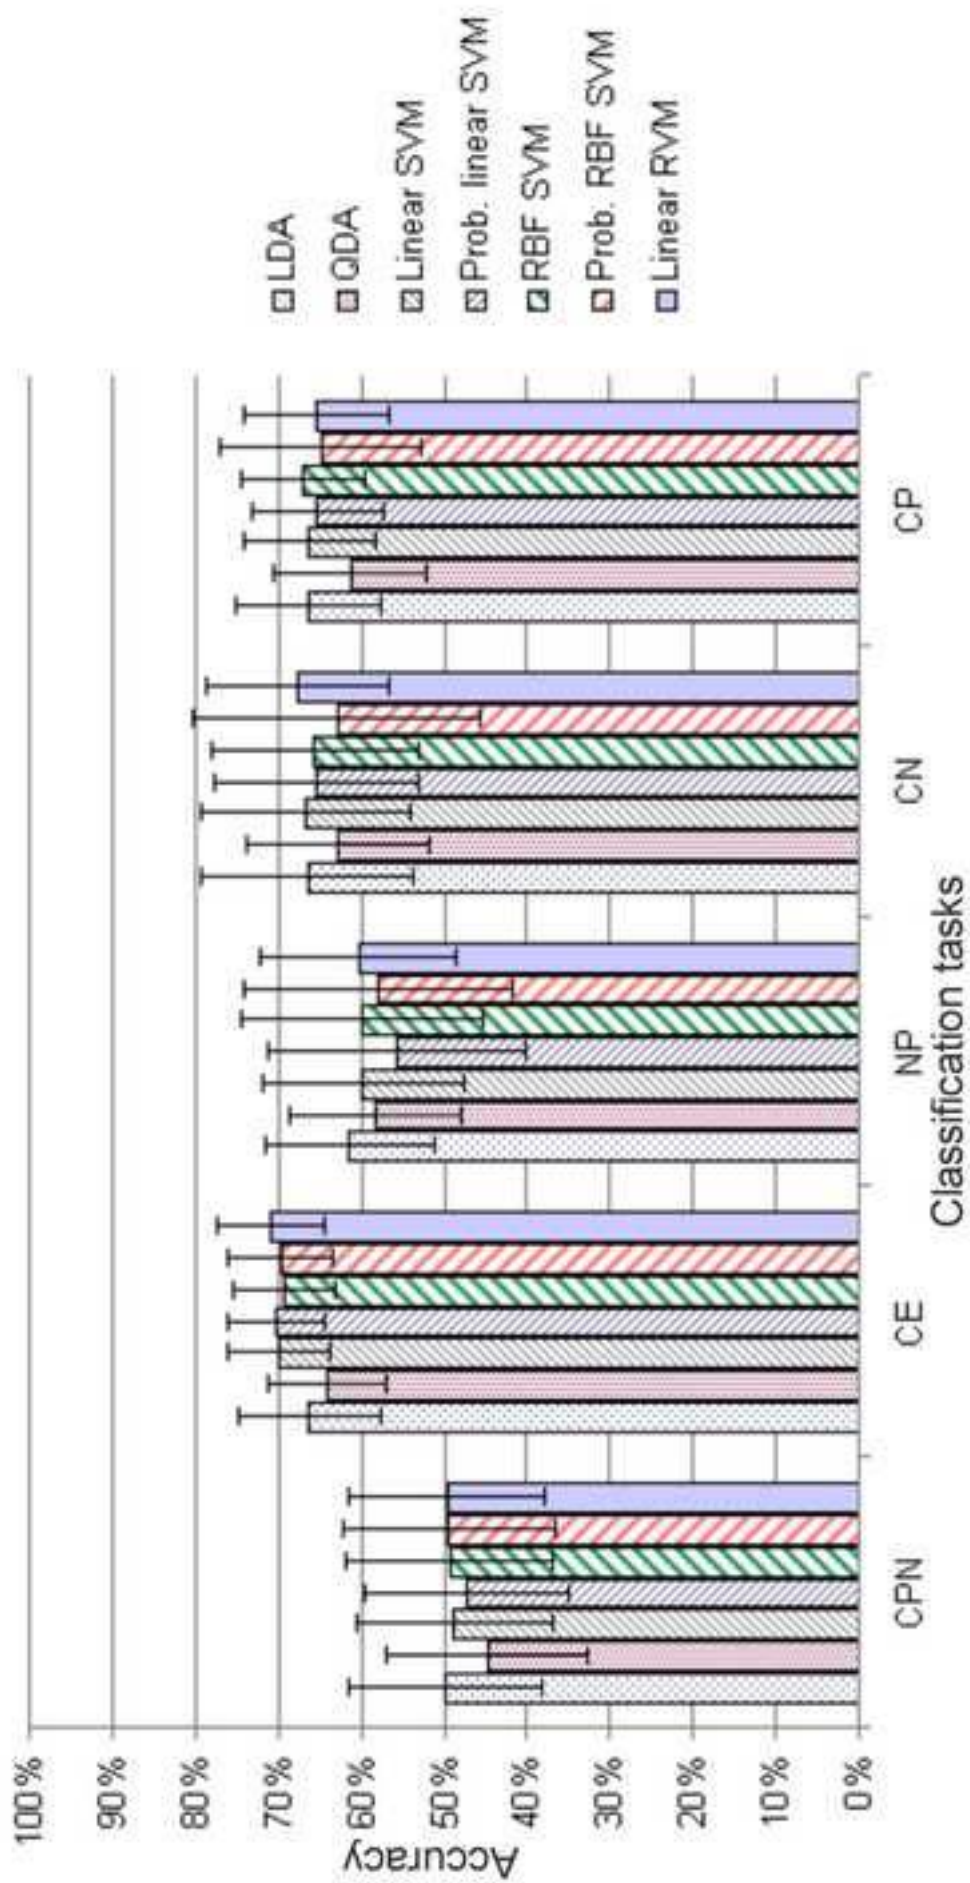 100%
90%
80%
70%
60%
50%
40%
30%
20%
10%
0%
Accuracy
CPN
CE
NP
CN
CP
Classification tasks
LDA
QDA
Linear SVM
Prob. linear SVM
RBF SVM
Prob. RBF SVM
Linear RVM